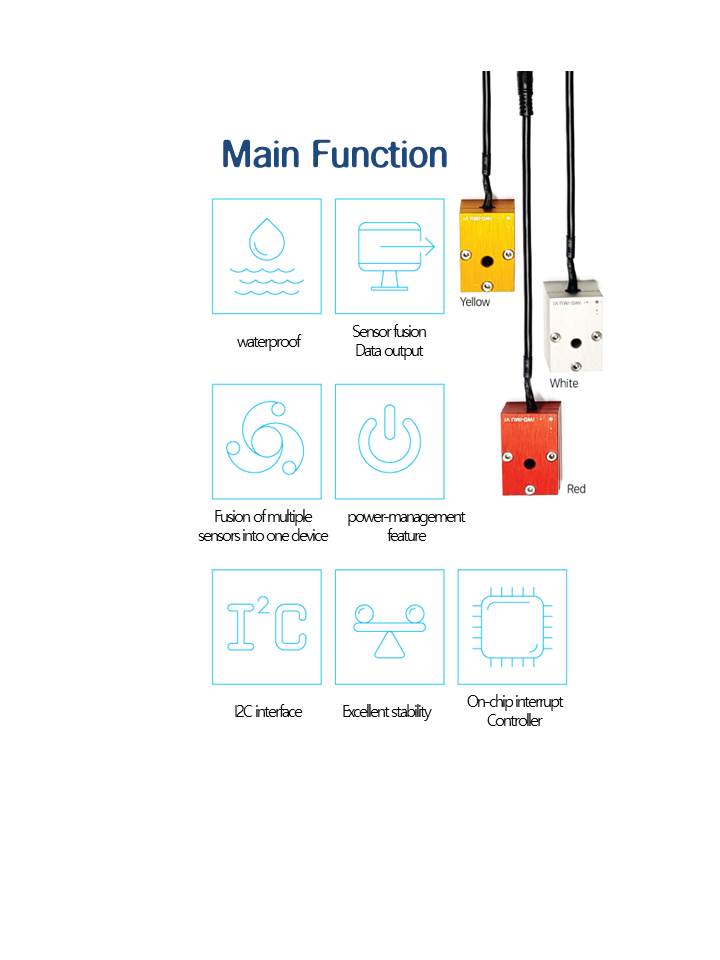 Main Function
Yellow
waterproof
Sensor fusion
Data output
White
Red
Fusion of multiple
sensors into one device
power-management
feature
I²C
I2C interface
Excellent stability
On-chip interrupt
Controller